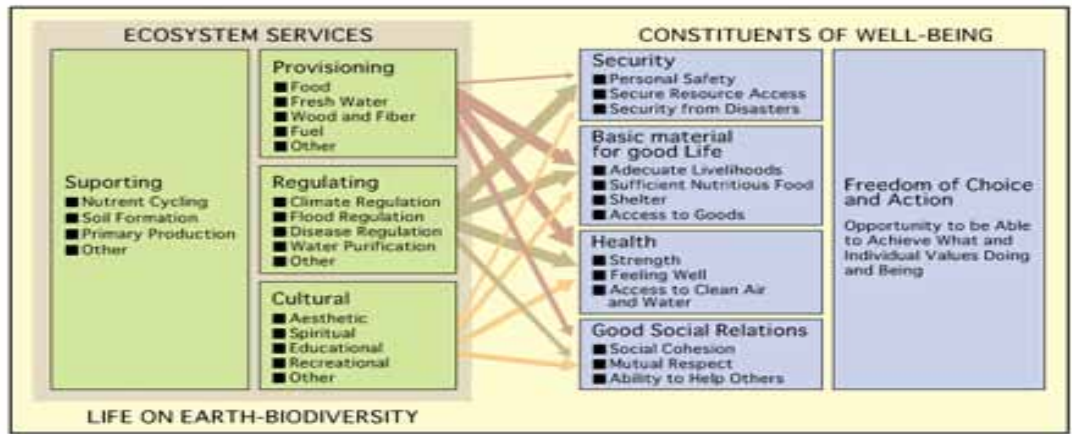 ECOSYSTEM SERVICES
Suporting
■Nutrent Cycling
■Soil Formation
■Primary Production
■Other
Provisioning
■Food
■Fresh Water
■Wood and Fiber
■Fuel
■Other
Regulating
■Climate Regulation
■Flood Regulation
■Disease Regulation
■Water Purification
■Other
Cultural
■Aesthetic
■Spiritual
■Educational
■Recreational
■Other
LIFE ON EARTH-BIODIVERSITY
CONSTITUENTS OF WELL-BEING
Security
■Personal Safety
■Secure Resource Access
■Security from Disasters
Basic material
for good Life
■Adecuate Livelihoods
■Sufficient Nutritious Food
■Shelter
■Access to Goods
Health
■Strength
■Feeling Well
■Access to Clean Air
and Water
Good Social Relations
■Social Cohesion
■Mutual Respect
■Ability to Help Others
Freedom of Choice
and Action
Opportunity to be Able
to Achieve What and
Individual Values Doing
and Being